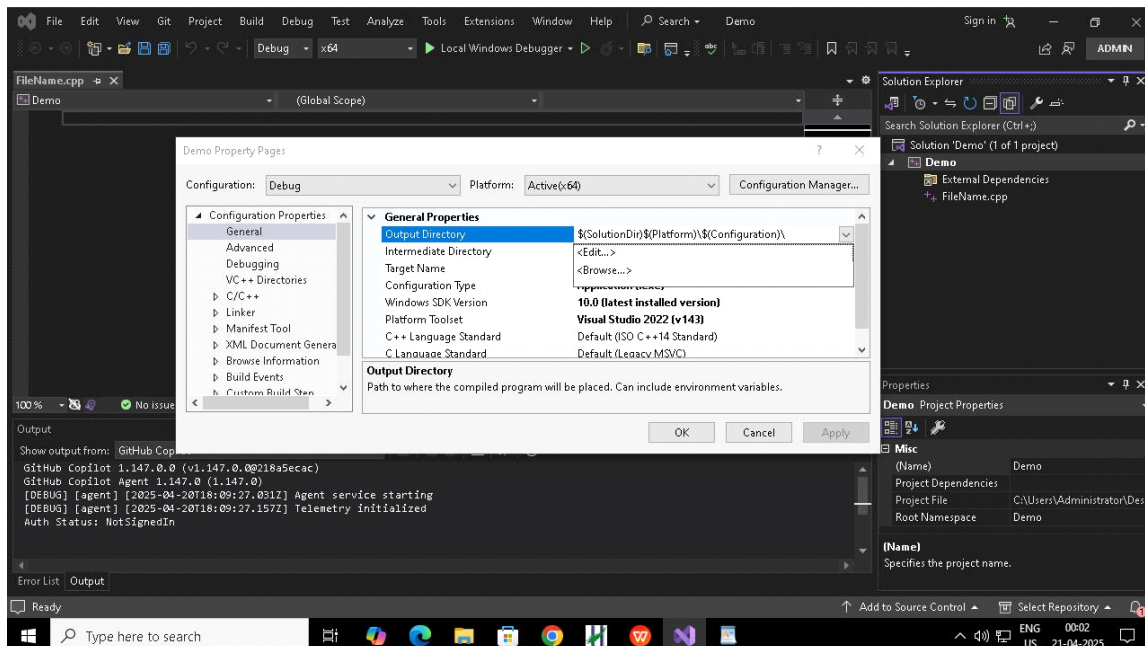 File Edit View Git Project Build Debug Test Analyze Tools Extensions Window Help Search Demo Sign in
Debug x64 Local Windows Debugger ADMIN
FileName.cpp
Demo (Global Scope)
Solution Explorer
Search Solution Explorer (Ctrl+;)
Solution 'Demo' (1 of 1 project)
Demo
External Dependencies
FileName.cpp
Demo Property Pages ?
Configuration: Debug Platform: Active(x64) Configuration Manager...
Configuration Properties
General
Advanced
Debugging
VC++ Directories
C/C++
Linker
Manifest Tool
XML Document Genera
Browse Information
Build Events
Custom Build Step
General Properties
Output Directory $(SolutionDir)$(Platform)\$(Configuration)\
Intermediate Directory <Edit...>
Target Name <Browse...>
Configuration Type
Windows SDK Version 10.0 (latest installed version)
Platform Toolset Visual Studio 2022 (v143)
C++ Language Standard Default (ISO C++14 Standard)
C Language Standard Default (Legacy MSVC)
Output Directory
Path to where the compiled program will be placed. Can include environment variables.
OK Cancel Apply
100 % No issue
Output
Show output from: GitHub Cop
GitHub Copilot 1.147.0.0 (v1.147.0.0@218a5ecac)
GitHub Copilot Agent 1.147.0 (1.147.0)
[DEBUG] [agent] [2025-04-20T18:09:27.031Z] Agent service starting
[DEBUG] [agent] [2025-04-20T18:09:27.157Z] Telemetry initialized
Auth Status: NotSignedIn
Error List Output
Properties
Demo Project Properties
Misc
(Name) Demo
Project Dependencies
Project File C:\Users\Administrator\Des
Root Namespace Demo
(Name)
Specifies the project name.
Ready Add to Source Control Select Repository
Type here to search ENG 00:02
US 21-04-2025